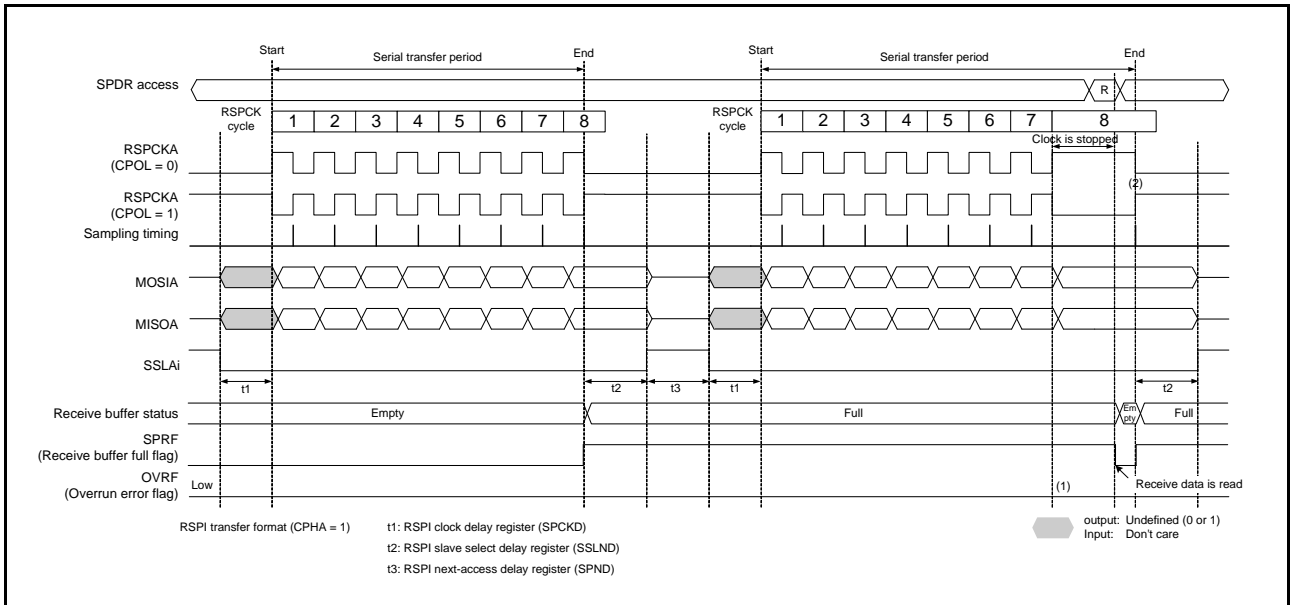 Start Serial transfer period End Start Serial transfer period End
SPDR access R
RSPCK cycle 1 2 3 4 5 6 7 8 RSPCK cycle 1 2 3 4 5 6 7 8
Clock is stopped
RSPCKA
(CPOL = 0)
(2)
RSPCKA
(CPOL = 1)
Sampling timing
MOSIA
MISOA
SSLAi
t1 t2 t3 t1 t2
Receive buffer status Empty Full Em pty Full
SPRF
(Receive buffer full flag)
OVRF
(Overrun error flag)
Low (1) Receive data is read
RSPI transfer format (CPHA = 1)
t1: RSPI clock delay register (SPCKD)
t2: RSPI slave select delay register (SSLND)
t3: RSPI next-access delay register (SPND)
output: Undefined (0 or 1)
Input: Don't care